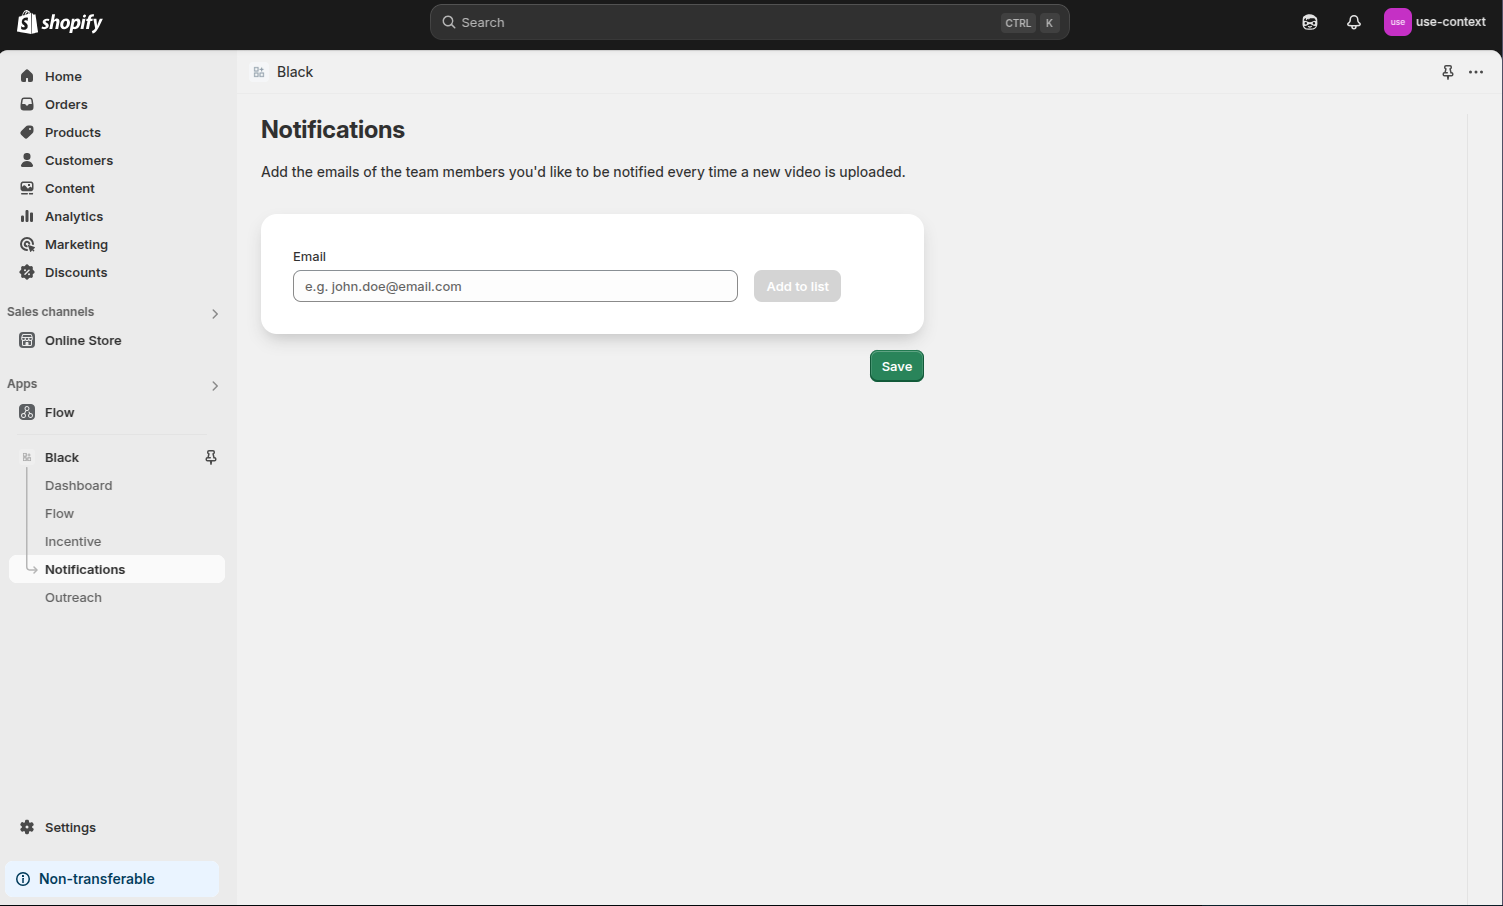 shopify
Search
CTRL K
use
use-context
Home
Orders
Products
Customers
Content
Analytics
Marketing
Discounts
Sales channels
Online Store
Apps
Flow
Black
Dashboard
Flow
Incentive
Notifications
Outreach
Settings
Non-transferable
Black
Notifications
Add the emails of the team members you'd like to be notified every time a new video is uploaded.
Email
e.g. john.doe@email.com
Add to list
Save